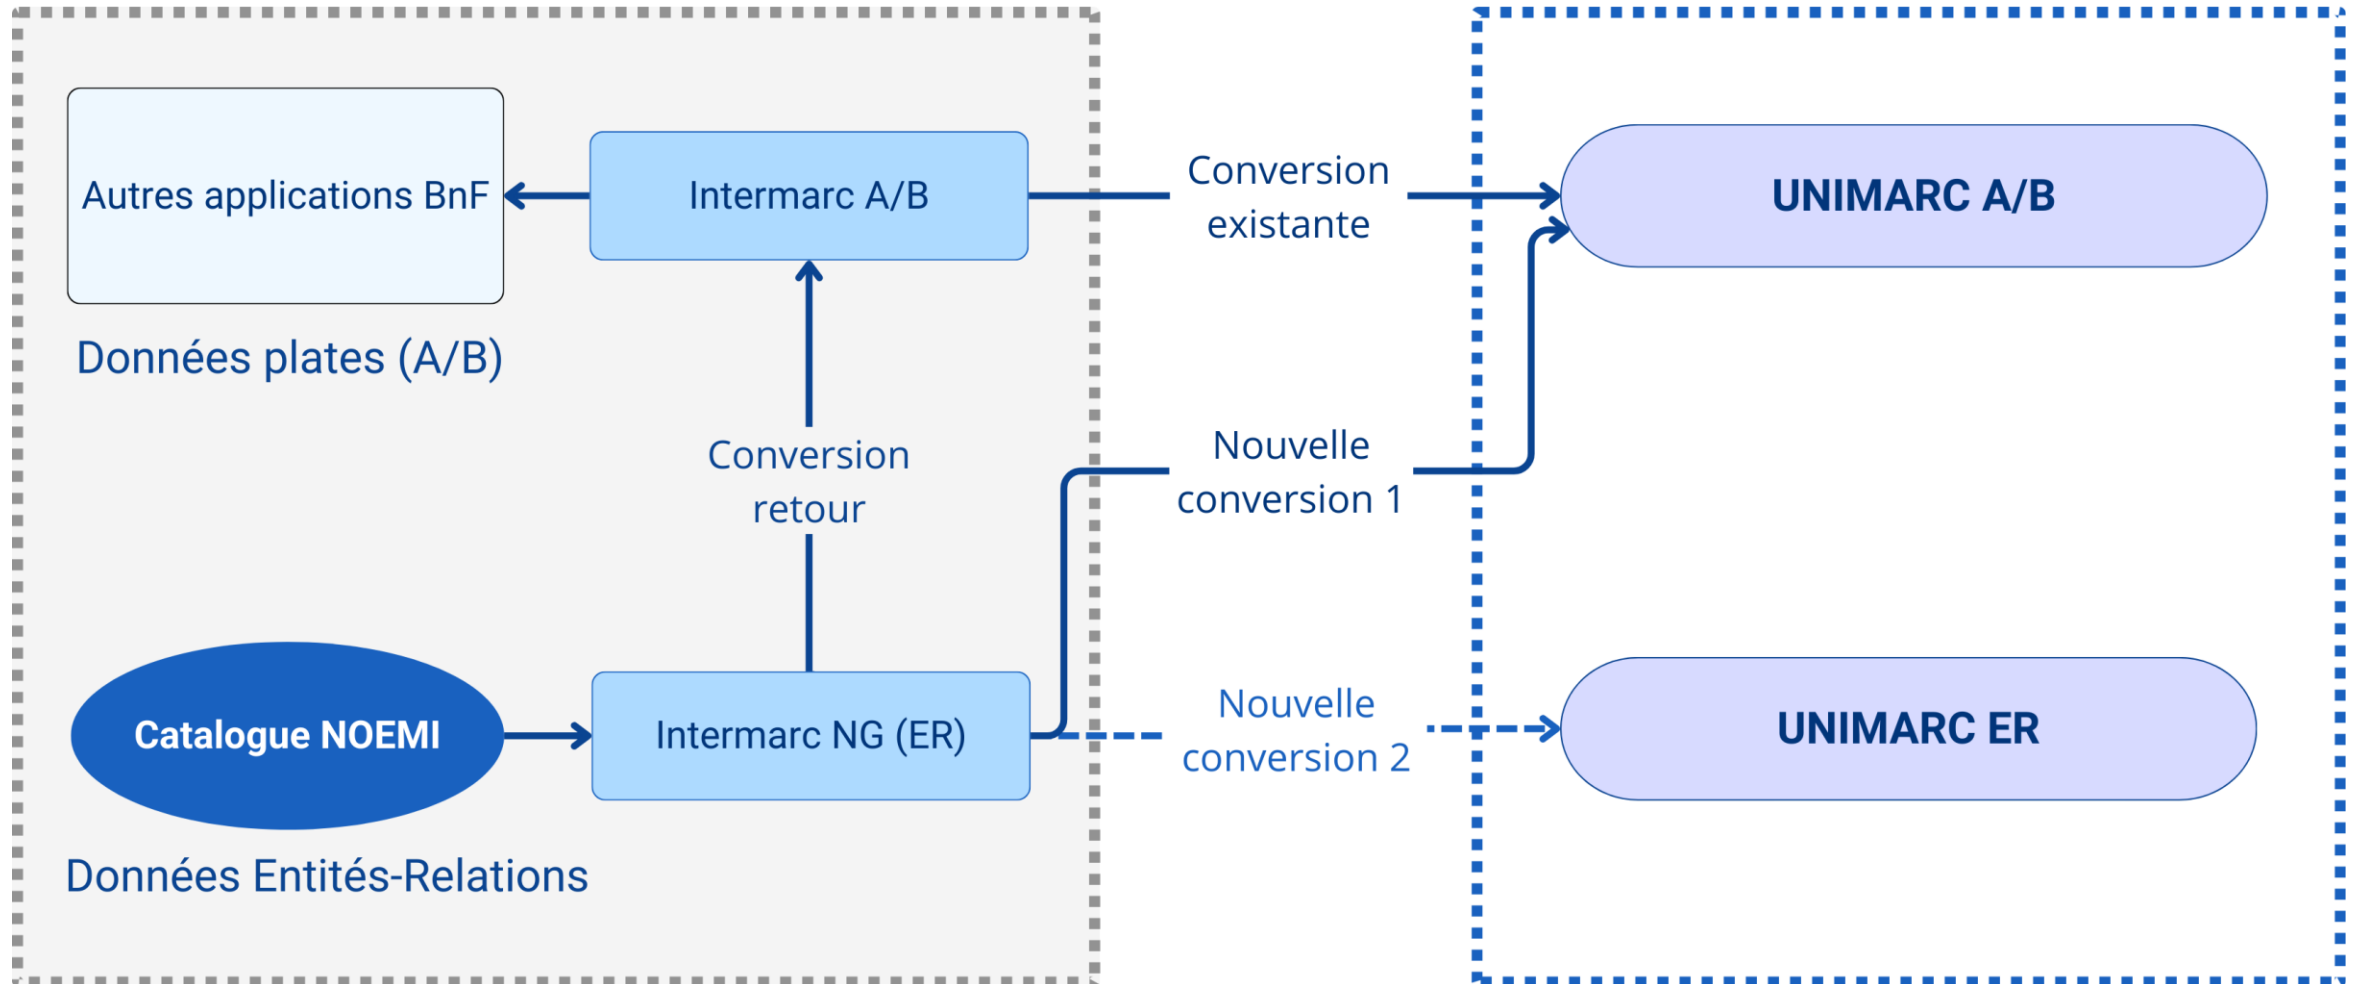 Autres applications BnF
Intermarc A/B
Conversion
existante
UNIMARC A/B
Données plates (A/B)
Conversion
retour
Nouvelle
conversion 1
Catalogue NOEMI
Intermarc NG (ER)
Nouvelle
conversion 2
UNIMARC ER
Données Entités-Relations